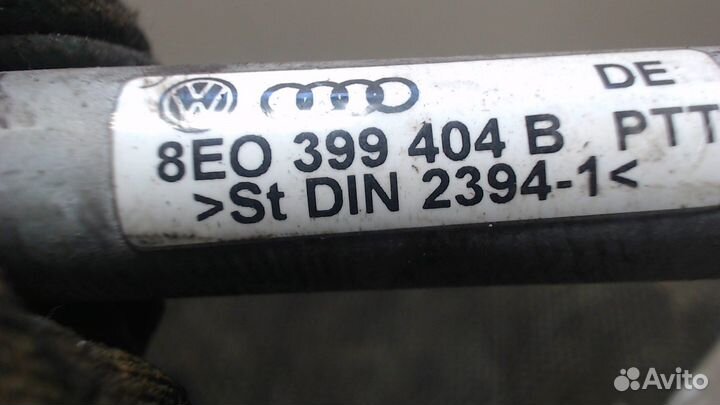 DE
8E0 399 404 B PTT
>St DIN 2394-1<
Avito